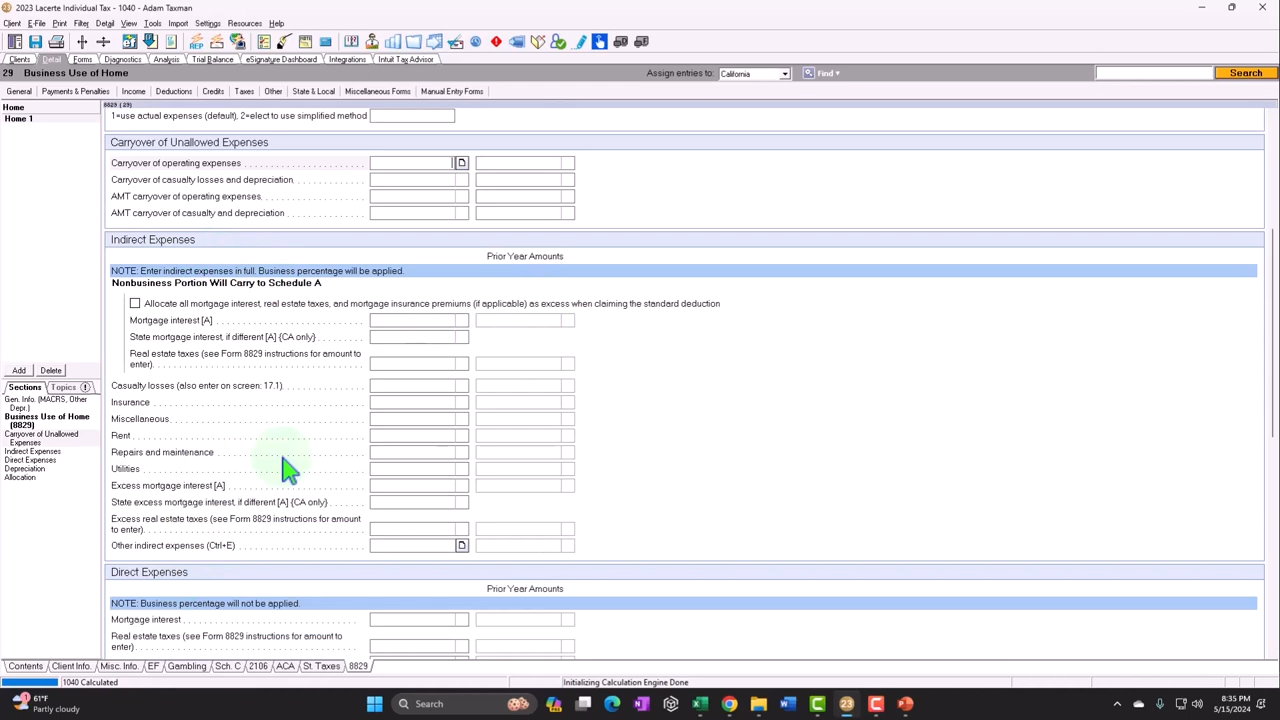 2023 Lacerte Individual Tax - 1040 - Adam Taxman
Client E-File Print Filter Detail View Tools Import Settings Resources Help
REP
Clients Detail Forms Diagnostics Analysis Trial Balance eSignature Dashboard Integrations Intuit Tax Advisor
29 Business Use of Home Assign entries to: California Find Search
General Payments & Penalties Income Deductions Credits Taxes Other State & Local Miscellaneous Forms Manual Entry Forms
Home
Home 1
8829 (29)
1=use actual expenses (default), 2=elect to use simplified method
Carryover of Unallowed Expenses
Carryover of operating expenses
Carryover of casualty losses and depreciation
AMT carryover of operating expenses
AMT carryover of casualty and depreciation
Indirect Expenses
Prior Year Amounts
NOTE: Enter indirect expenses in full. Business percentage will be applied.
Nonbusiness Portion Will Carry to Schedule A
Allocate all mortgage interest, real estate taxes, and mortgage insurance premiums (if applicable) as excess when claiming the standard deduction
Mortgage interest [A]
State mortgage interest, if different [A] {CA only}
Real estate taxes (see Form 8829 instructions for amount to
enter)
Casualty losses (also enter on screen: 17.1)
Insurance
Miscellaneous
Rent
Repairs and maintenance
Utilities
Excess mortgage interest [A]
State excess mortgage interest, if different [A] {CA only}
Excess real estate taxes (see Form 8829 instructions for amount
to enter)
Other indirect expenses (Ctrl+E)
Direct Expenses
Prior Year Amounts
NOTE: Business percentage will not be applied.
Mortgage interest
Real estate taxes (see Form 8829 instructions for amount to
enter)
Add Delete
Sections Topics
Gen. Info. (MACRS, Other
Depr.)
Business Use of Home
(8829)
Carryover of Unallowed
Expenses
Indirect Expenses
Direct Expenses
Depreciation
Allocation
Contents Client Info. Misc. Info. EF Gambling Sch. C 2106 ACA St. Taxes 8829
1040 Calculated Initializing Calculation Engine Done
61°F
Partly cloudy
Search
23
8:35 PM
5/15/2024